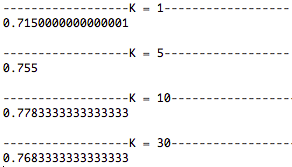 ------------------K = 1------------------
0.7150000000000001
------------------K = 5------------------
0.755
------------------K = 10-----------------
0.7783333333333333
------------------K = 30-----------------
0.7683333333333333